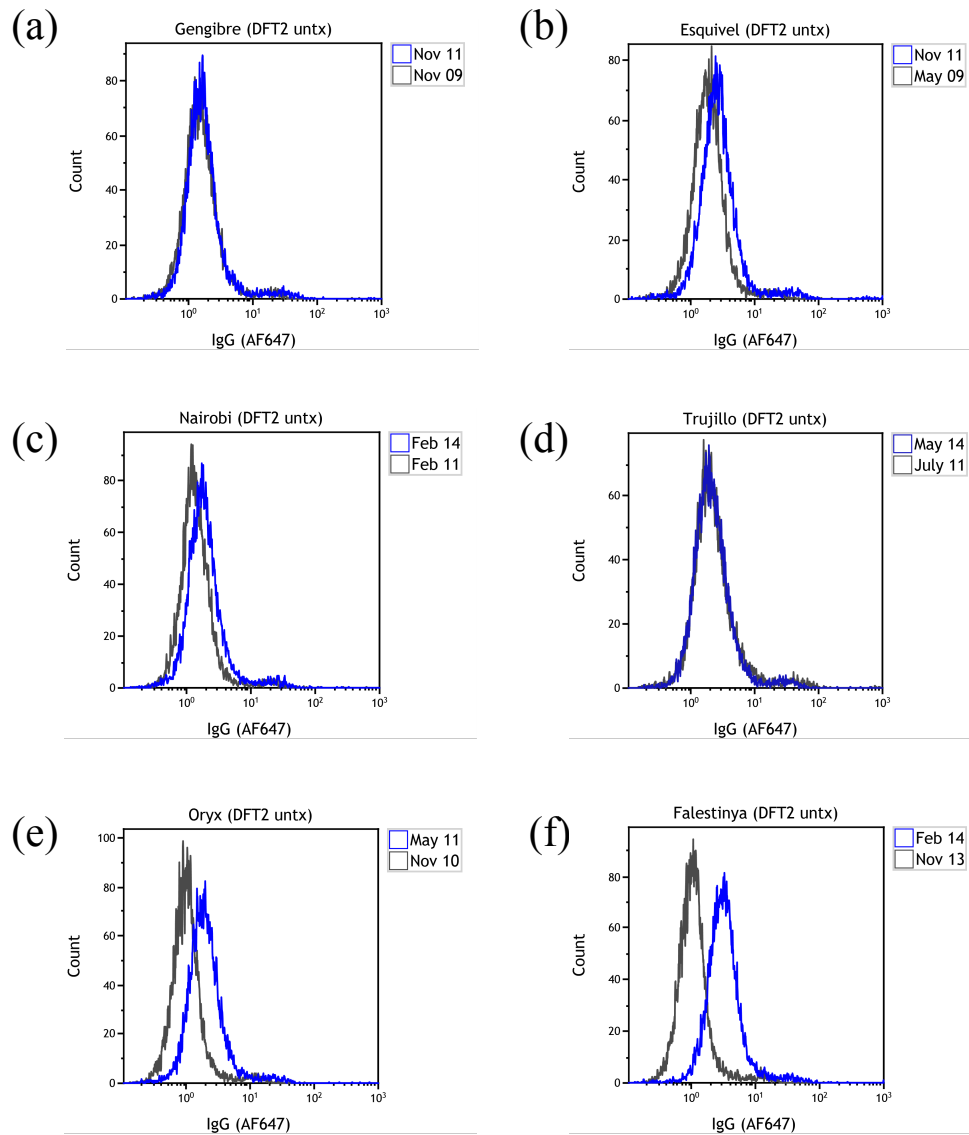 (a)
Gengibre (DFT2 untx)
Nov 11
Nov 09
80
60
40
20
0
Count
10⁰
10¹
10²
10³
IgG (AF647)
(b)
Esquivel (DFT2 untx)
Nov 11
May 09
80
60
40
20
0
Count
10⁰
10¹
10²
10³
IgG (AF647)
(c)
Nairobi (DFT2 untx)
Feb 14
Feb 11
80
60
40
20
0
Count
10⁰
10¹
10²
10³
IgG (AF647)
(d)
Trujillo (DFT2 untx)
May 14
July 11
60
40
20
0
Count
10⁰
10¹
10²
10³
IgG (AF647)
(e)
Oryx (DFT2 untx)
May 11
Nov 10
100
80
60
40
20
0
Count
10⁰
10¹
10²
10³
IgG (AF647)
(f)
Falestinya (DFT2 untx)
Feb 14
Nov 13
80
60
40
20
0
Count
10⁰
10¹
10²
10³
IgG (AF647)